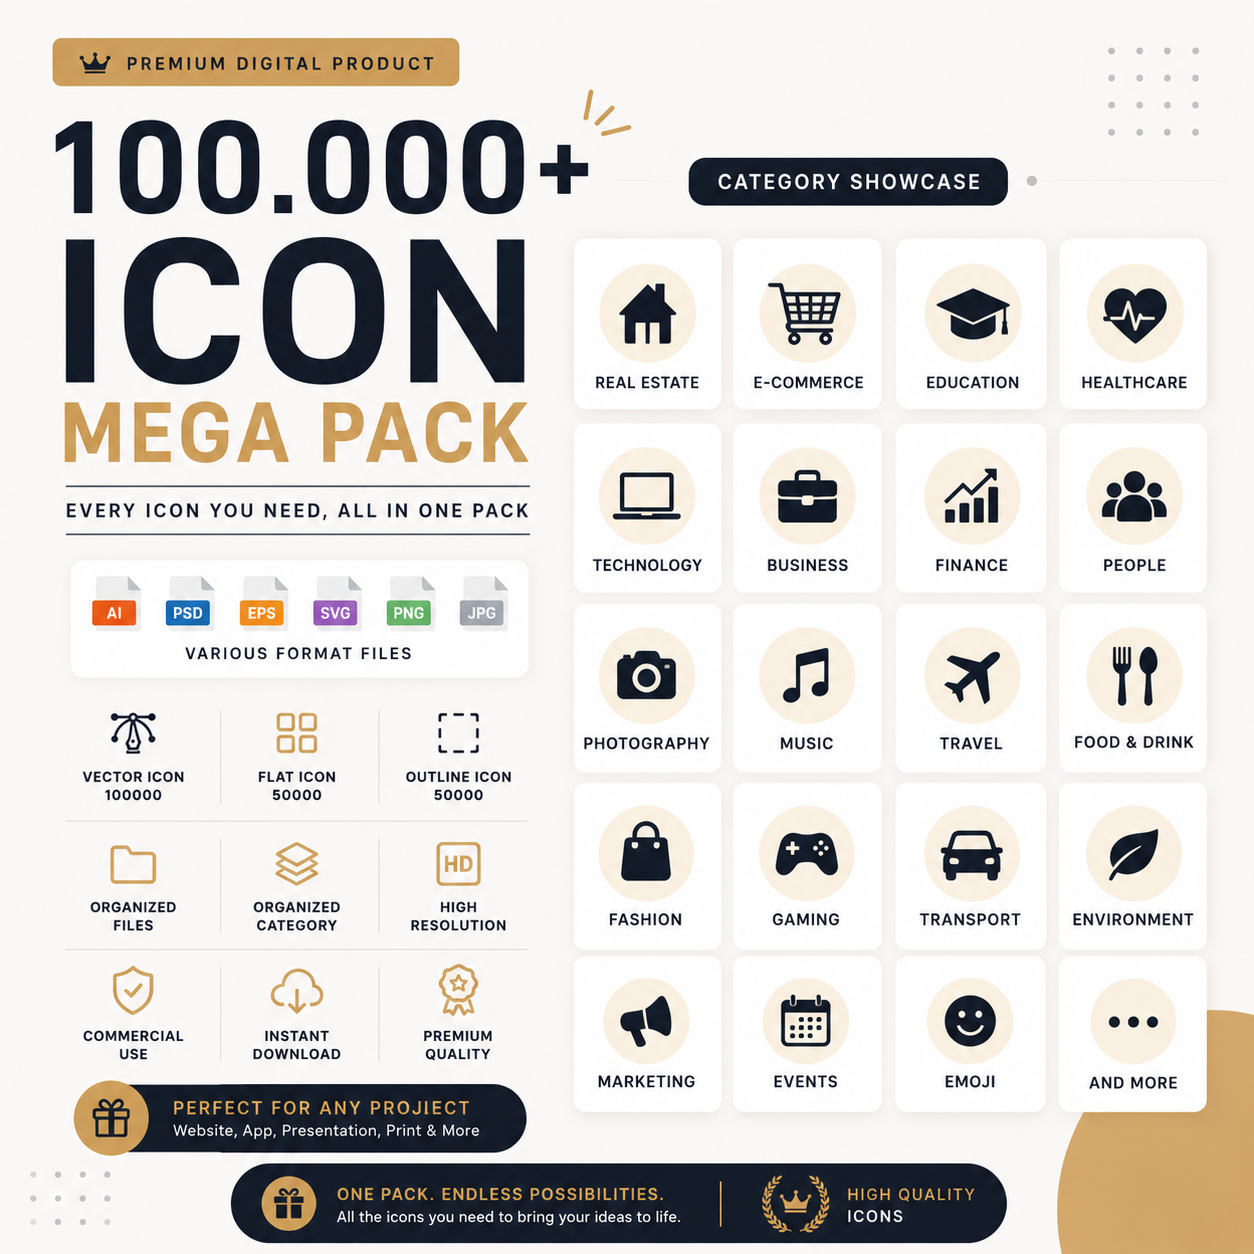 PREMIUM DIGITAL PRODUCT
100.000+
ICON
MEGA PACK
EVERY ICON YOU NEED, ALL IN ONE PACK
AI
PSD
EPS
SVG
PNG
JPG
VARIOUS FORMAT FILES
VECTOR ICON
100000
FLAT ICON
50000
OUTLINE ICON
50000
ORGANIZED
FILES
ORGANIZED
CATEGORY
HD
HIGH
RESOLUTION
COMMERCIAL
USE
INSTANT
DOWNLOAD
PREMIUM
QUALITY
PERFECT FOR ANY PROJIECT
Website, App, Presentation, Print & More
CATEGORY SHOWCASE
REAL ESTATE
E-COMMERCE
EDUCATION
HEALTHCARE
TECHNOLOGY
BUSINESS
FINANCE
PEOPLE
PHOTOGRAPHY
MUSIC
TRAVEL
FOOD & DRINK
FASHION
GAMING
TRANSPORT
ENVIRONMENT
MARKETING
EVENTS
EMOJI
AND MORE
ONE PACK. ENDLESS POSSIBILITIES.
All the icons you need to bring your ideas to life.
HIGH QUALITY
ICONS